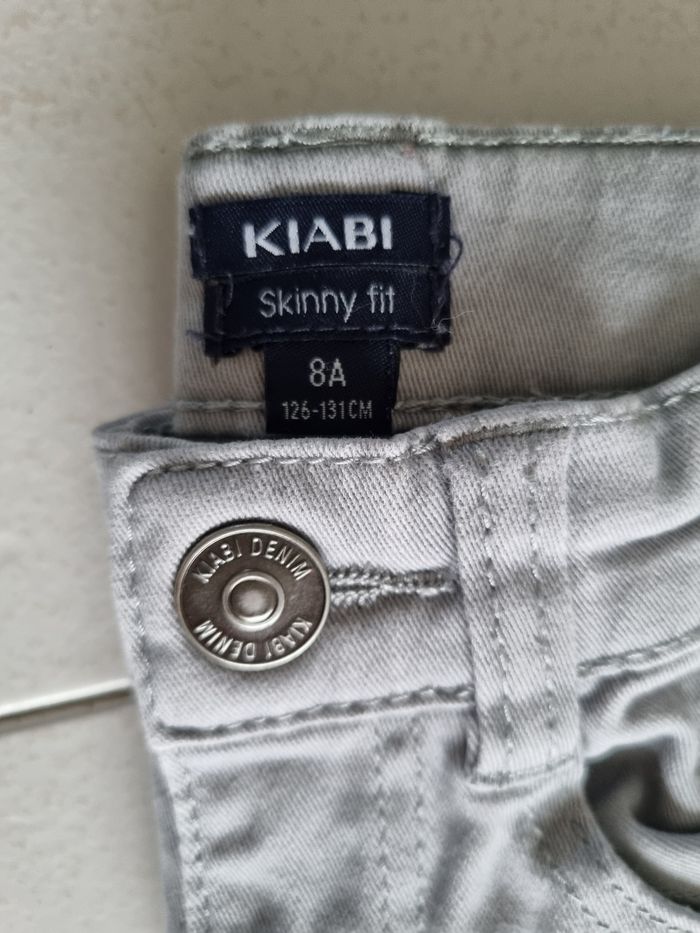 KIABI
Skinny fit
8A
126-131CM
KIABI DENIM
KIABI DENIM